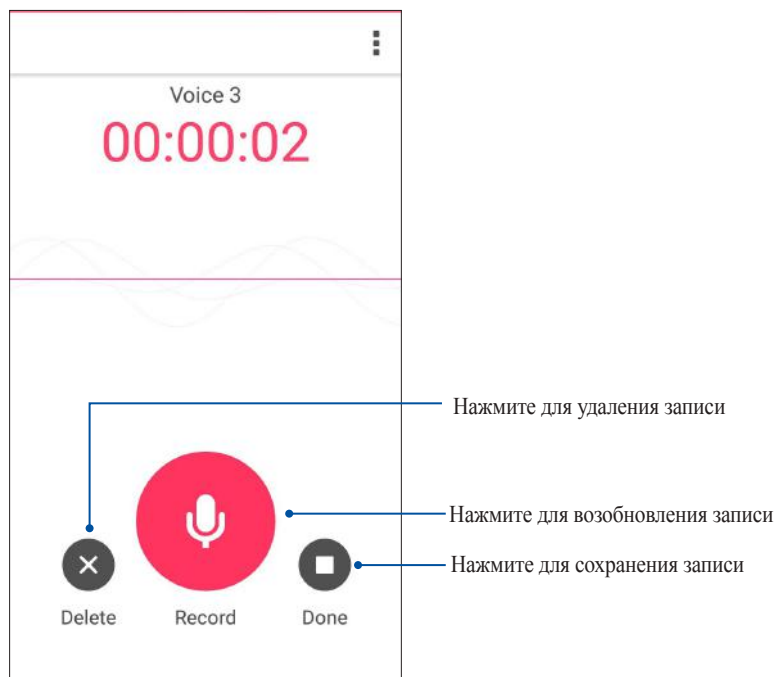 Voice 3
00:00:02
Нажмите для удаления записи
Нажмите для возобновления записи
Нажмите для сохранения записи
Delete
Record
Done